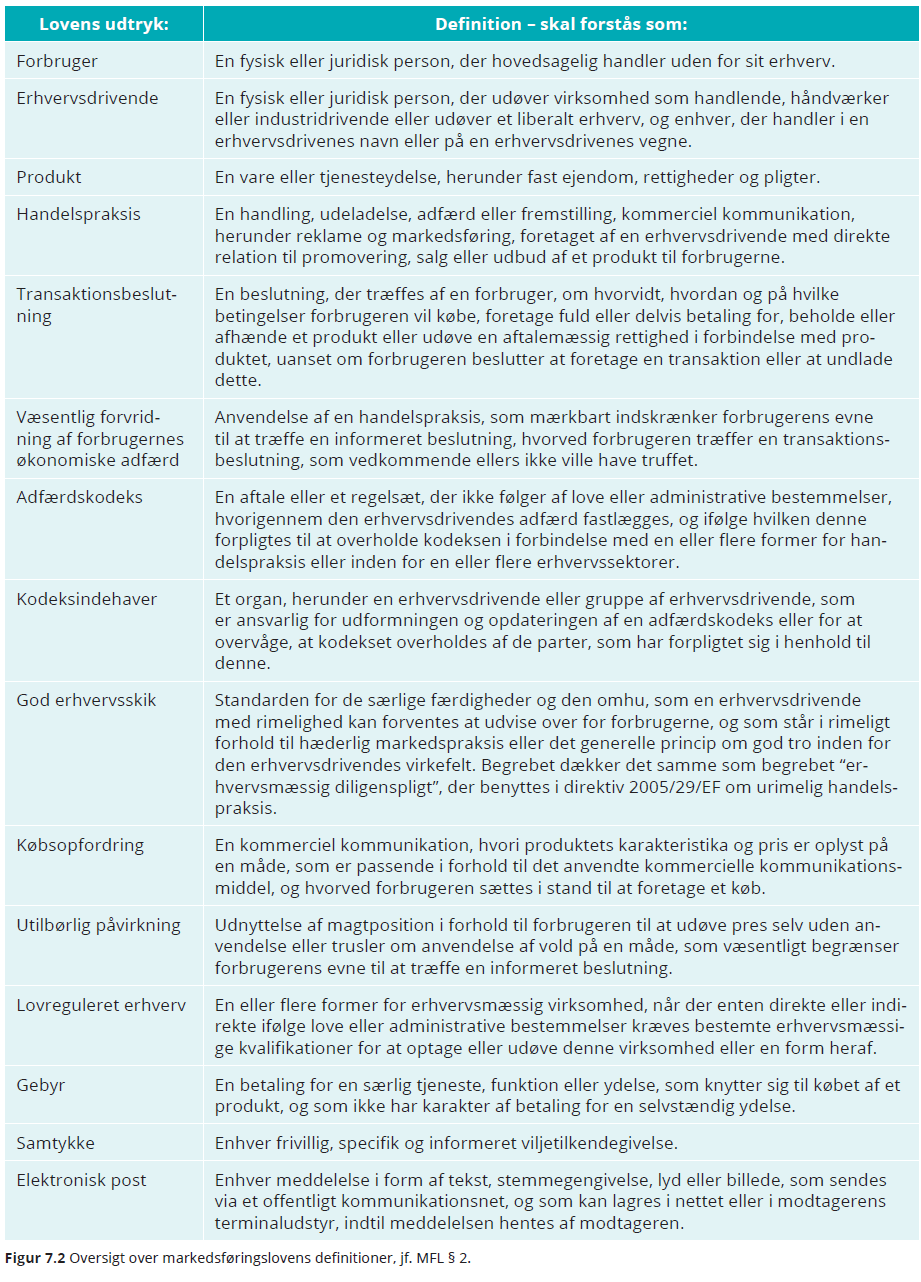 Lovens udtryk:
Definition – skal forstås som:
Forbruger
En fysisk eller juridisk person, der hovedsagelig handler uden for sit erhverv.
Erhvervsdrivende
En fysisk eller juridisk person, der udøver virksomhed som handlende, håndværker
eller industridrivende eller udøver et liberalt erhverv, og enhver, der handler i en
erhvervsdrivenes navn eller på en erhvervsdrivenes vegne.
Produkt
En vare eller tjenesteydelse, herunder fast ejendom, rettigheder og pligter.
Handelspraksis
En handling, udeladelse, adfærd eller fremstilling, kommerciel kommunikation,
herunder reklame og markedsføring, foretaget af en erhvervsdrivende med direkte
relation til promovering, salg eller udbud af et produkt til forbrugerne.
Transaktionsbeslut-
ning
En beslutning, der træffes af en forbruger, om hvorvidt, hvordan og på hvilke
betingelser forbrugeren vil købe, foretage fuld eller delvis betaling for, beholde eller
afhænde et produkt eller udøve en aftalemæssig rettighed i forbindelse med pro-
duktet, uanset om forbrugeren beslutter at foretage en transaktion eller at undlade
dette.
Væsentlig forvrid-
ning af forbrugernes
økonomiske adfærd
Anvendelse af en handelspraksis, som mærkbart indskrænker forbrugerens evne
til at træffe en informeret beslutning, hvorved forbrugeren træffer en transaktions-
beslutning, som vedkommende ellers ikke ville have truffet.
Adfærdskodeks
En aftale eller et regelsæt, der ikke følger af love eller administrative bestemmelser,
hvorigennem den erhvervsdrivendes adfærd fastlægges, og ifølge hvilken denne
forpligtes til at overholde kodeksen i forbindelse med en eller flere former for han-
delspraksis eller inden for en eller flere erhvervssektorer.
Kodeksindehaver
Et organ, herunder en erhvervsdrivende eller gruppe af erhvervsdrivende, som
er ansvarlig for udformningen og opdateringen af en adfærdskodeks eller for at
overvåge, at kodekset overholdes af de parter, som har forpligtet sig i henhold til
denne.
God erhvervsskik
Standarden for de særlige færdigheder og den omhu, som en erhvervsdrivende
med rimelighed kan forventes at udvise over for forbrugerne, og som står i rimeligt
forhold til hæderlig markedspraksis eller det generelle princip om god tro inden for
den erhvervsdrivendes virkefelt. Begrebet dækker det samme som begrebet “er-
hvervsmæssig diligenspligt”, der benyttes i direktiv 2005/29/EF om urimelig handels-
praksis.
Købsopfordring
En kommerciel kommunikation, hvori produktets karakteristika og pris er oplyst på
en måde, som er passende i forhold til det anvendte kommercielle kommunikations-
middel, og hvorved forbrugeren sættes i stand til at foretage et køb.
Utilbørlig påvirkning
Udnyttelse af magtposition i forhold til forbrugeren til at udøve pres selv uden an-
vendelse eller trusler om anvendelse af vold på en måde, som væsentligt begrænser
forbrugerens evne til at træffe en informeret beslutning.
Lovreguleret erhverv
En eller flere former for erhvervsmæssig virksomhed, når der enten direkte eller indi-
rekte ifølge love eller administrative bestemmelser kræves bestemte erhvervsmæssi-
ge kvalifikationer for at optage eller udøve denne virksomhed eller en form heraf.
Gebyr
En betaling for en særlig tjeneste, funktion eller ydelse, som knytter sig til købet af et
produkt, og som ikke har karakter af betaling for en selvstændig ydelse.
Samtykke
Enhver frivillig, specifik og informeret viljetilkendegivelse.
Elektronisk post
Enhver meddelelse i form af tekst, stemmegengivelse, lyd eller billede, som sendes
via et offentligt kommunikationsnet, og som kan lagres i nettet eller i modtagerens
terminaludstyr, indtil meddelelsen hentes af modtageren.
Figur 7.2 Oversigt over markedsføringslovens definitioner, jf. MFL § 2.